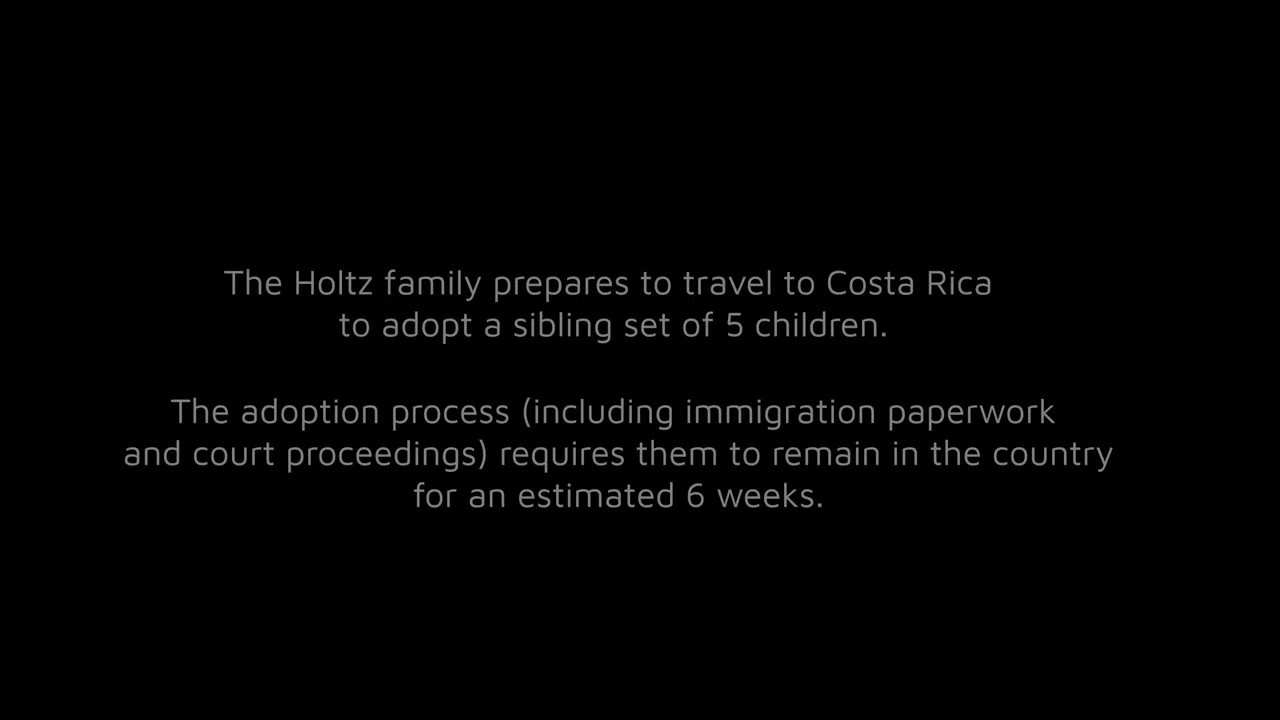 The Holtz family prepares to travel to Costa Rica
to adopt a sibling set of 5 children.
The adoption process (including immigration paperwork
and court proceedings) requires them to remain in the country
for an estimated 6 weeks.